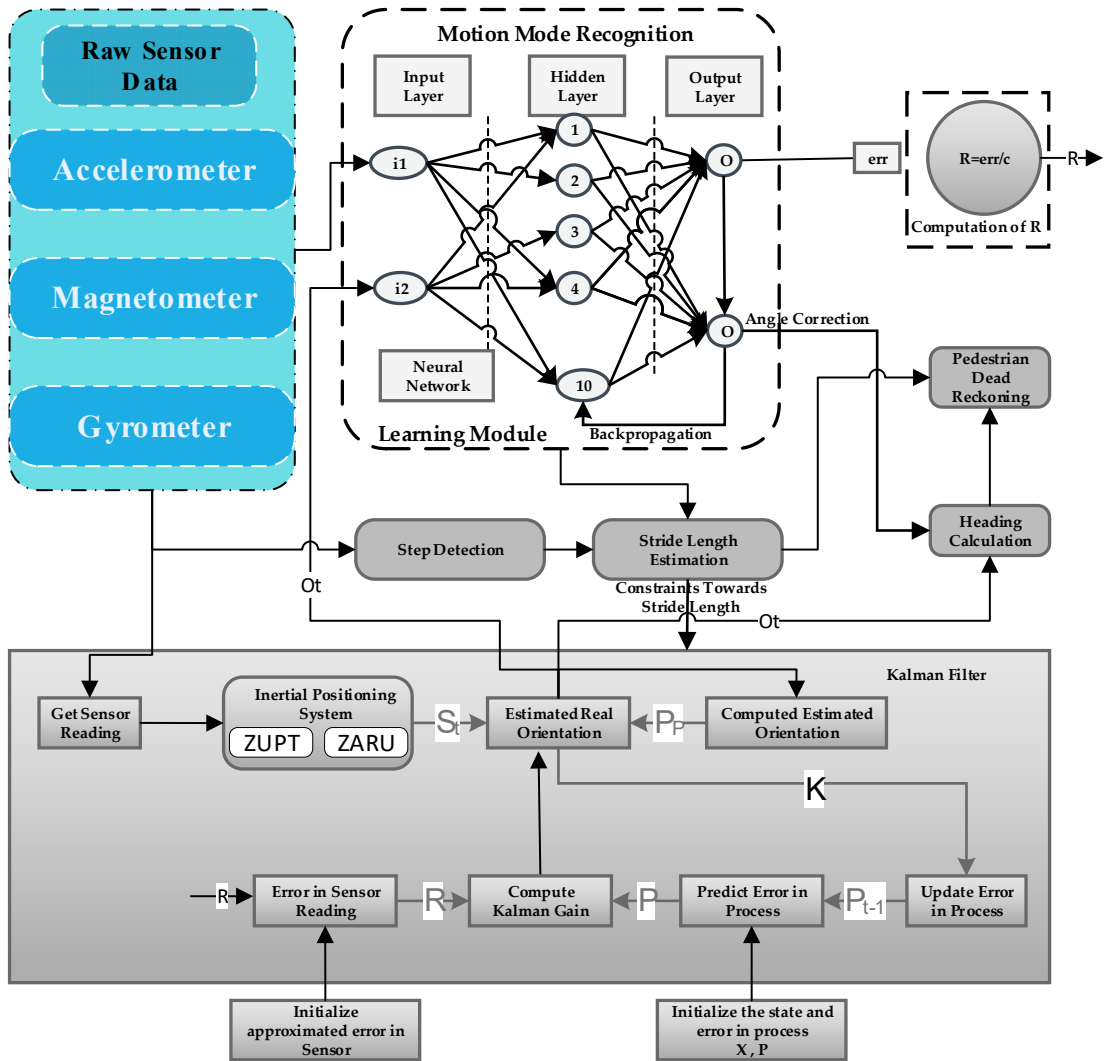 Raw Sensor
Data
Accelerometer
Magnetometer
Gyrometer
Motion Mode Recognition
Input
Layer
Hidden
Layer
Output
Layer
i1
i2
1
2
3
4
10
O
O
Neural
Network
Learning Module
Backpropagation
err
R=err/c
Computation of R
R
Angle Correction
Pedestrian
Dead
Reckoning
Heading
Calculation
Step Detection
Stride Length
Estimation
Constraints Towards
Stride Length
Ot
Ot
Kalman Filter
Get Sensor
Reading
Inertial Positioning
System
ZUPT
ZARU
St
Estimated Real
Orientation
PP
Computed Estimated
Orientation
K
R
Error in Sensor
Reading
R
Compute
Kalman Gain
P
Predict Error in
Process
Pt-1
Update Error
in Process
Initialize
approximated error in
Sensor
Initialize the state and
error in process
X , P